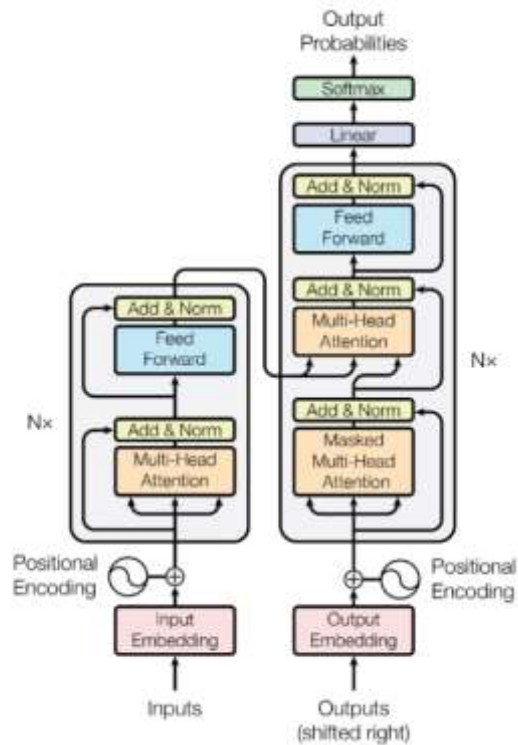 Output
Probabilities
Softmax
Linear
Add & Norm
Feed
Forward
Add & Norm
Multi-Head
Attention
Add & Norm
Masked
Multi-Head
Attention
N×
Positional
Encoding
Output
Embedding
Outputs
(shifted right)
Add & Norm
Feed
Forward
Add & Norm
Multi-Head
Attention
N×
Positional
Encoding
Input
Embedding
Inputs